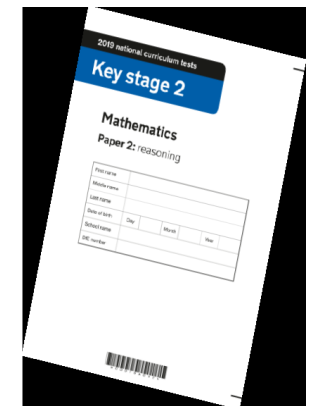 2019 national curriculum tests
Key stage 2
Mathematics
Paper 2: reasoning
First name
Middle name
Last name
Date of birth Day Month Year
School name
DfE number